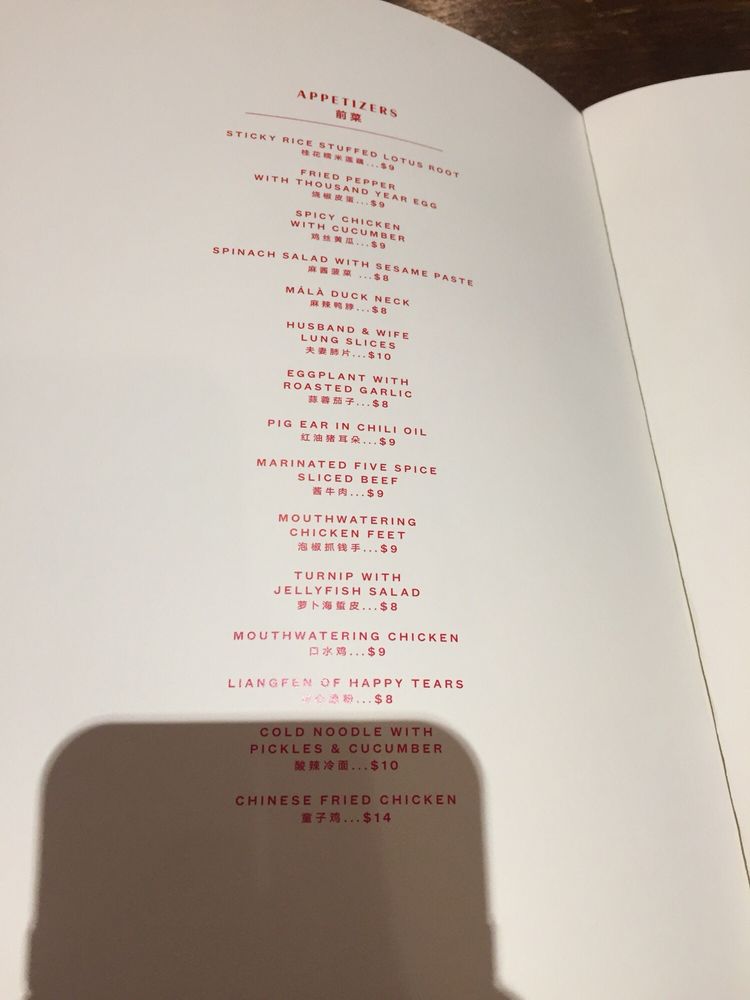 APPETIZERS
前菜
STICKY RICE STUFFED LOTUS ROOT
桂花糯米莲藕...$9
FRIED PEPPER
WITH THOUSAND YEAR EGG
烧椒皮蛋...$9
SPICY CHICKEN
WITH CUCUMBER
鸡丝黄瓜...$9
SPINACH SALAD WITH SESAME PASTE
麻酱菠菜 ...$8
MÁLÀ DUCK NECK
麻辣鸭脖...$8
HUSBAND & WIFE
LUNG SLICES
夫妻肺片...$10
EGGPLANT WITH
ROASTED GARLIC
蒜蓉茄子...$8
PIG EAR IN CHILI OIL
红油猪耳朵...$9
MARINATED FIVE SPICE
SLICED BEEF
酱牛肉...$9
MOUTHWATERING
CHICKEN FEET
泡椒抓钱手...$9
TURNIP WITH
JELLYFISH SALAD
萝卜海蜇皮...$8
MOUTHWATERING CHICKEN
口水鸡...$9
LIANGFEN OF HAPPY TEARS
凉粉...$8
COLD NOODLE WITH
PICKLES & CUCUMBER
酸辣冷面...$10
CHINESE FRIED CHICKEN
童子鸡...$14